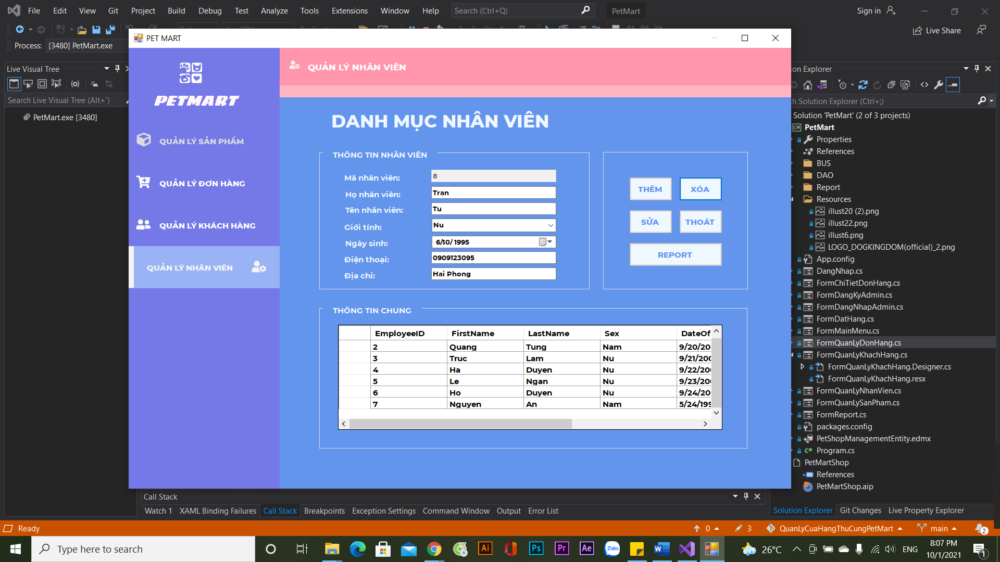 File Edit View Git Project Build Debug Test Analyze Tools Extensions Window Help Search (Ctrl+Q) PetMart Sign in
Live Share
Process: [3480] PetMart.exe
Live Visual Tree
Search Live Visual Tree (Alt+`)
PetMart.exe [3480]
PET MART
PETMART
QUẢN LÝ SẢN PHẨM
QUẢN LÝ ĐƠN HÀNG
QUẢN LÝ KHÁCH HÀNG
QUẢN LÝ NHÂN VIÊN
QUẢN LÝ NHÂN VIÊN
DANH MỤC NHÂN VIÊN
THÔNG TIN NHÂN VIÊN
Mã nhân viên: 8
Họ nhân viên: Tran
Tên nhân viên: Tu
Giới tính: Nu
Ngày sinh: 6/30/1995
Điện thoại: 0909123095
Địa chỉ: Hai Phong
THÊM XÓA
SỬA THOÁT
REPORT
THÔNG TIN CHUNG
EmployeeID FirstName LastName Sex DateOf
2 Quang Tung Nam 9/20/20
3 Truc Lam Nu 9/21/20
4 Ha Duyen Nu 9/22/20
5 Le Ngan Nu 9/23/20
6 Ho Duyen Nu 9/24/20
7 Nguyen An Nam 5/24/199
on Explorer
h Solution Explorer (Ctrl+;)
Solution 'PetMart' (2 of 3 projects)
PetMart
Properties
References
BUS
DAO
Report
Resources
illust20 (2).png
illust22.png
illust6.png
LOGO_DOGKINGDOM(official)_2.png
App.config
DangNhap.cs
FormChiTietDonHang.cs
FormDangKyAdmin.cs
FormDangNhapAdmin.cs
FormDatHang.cs
FormMainMenu.cs
FormQuanLyDonHang.cs
FormQuanLyKhachHang.cs
FormQuanLyKhachHang.Designer.cs
FormQuanLyKhachHang.resx
FormQuanLyNhanVien.cs
FormQuanLySanPham.cs
FormReport.cs
packages.config
PetShopManagementEntity.edmx
Program.cs
PetMartShop
References
PetMartShop.aip
Call Stack
Watch 1 XAML Binding Failures Call Stack Breakpoints Exception Settings Command Window Output Error List
Solution Explorer Git Changes Live Property Explorer
Ready 0 3 QuanLyCuaHangThuCungPetMart main 2
Type here to search
Ai Ps Pr Ae Zalo
26°C ENG
8:07 PM
10/1/2021
1